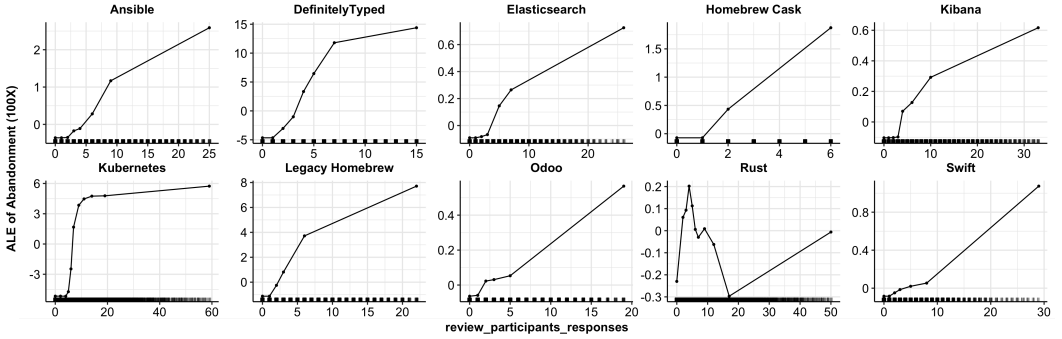 Ansible DefinitelyTyped Elasticsearch Homebrew Cask Kibana
ALE of Abandonment (100X)
2 1 0
0 5 10 15 20 25
15 10 5 0 -5
0 5 10 15
0.6 0.4 0.2 0
0 10 20
1.5 1.0 0.5 0
0 2 4 6
0.6 0.4 0.2 0
0 10 20 30
Kubernetes Legacy Homebrew Odoo Rust Swift
6 3 0 -3
0 20 40 60
8 6 4 2 0
0 5 10 15 20
0.4 0.2 0
0 5 10 15 20
0.2 0.1 0 -0.1 -0.2 -0.3
0 10 20 30 40 50
0.8 0.4 0
0 10 20 30
review_participants_responses